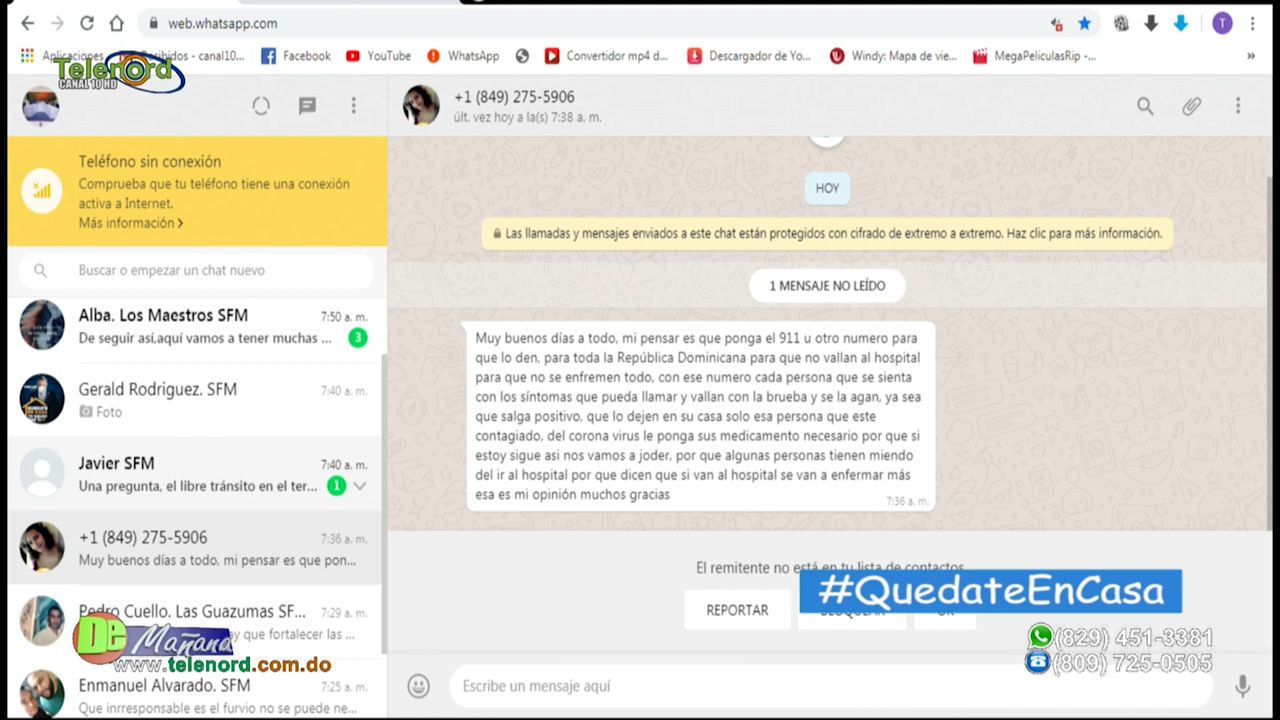 web.whatsapp.com
T
Aplicaciones
Recibidos - canal10...
Facebook
YouTube
WhatsApp
Convertidor mp4 d...
Descargador de Yo...
Windy: Mapa de vie...
MegaPeliculasRip -...
»
Telenord
CANAL 10 HD
+1 (849) 275-5906
últ. vez hoy a la(s) 7:38 a. m.
Teléfono sin conexión
Comprueba que tu teléfono tiene una conexión
activa a Internet.
Más información
Buscar o empezar un chat nuevo
Alba. Los Maestros SFM
7:50 a. m.
De seguir así,aquí vamos a tener muchas ...
3
Gerald Rodriguez. SFM
7:40 a. m.
Foto
Javier SFM
7:40 a. m.
Una pregunta, el libre tránsito en el ter...
1
+1 (849) 275-5906
7:36 a. m.
Muy buenos días a todo, mi pensar es que pon...
Pedro Cuello. Las Guazumas SF...
7:29 a. m.
ay que fortalecer las ...
Enmanuel Alvarado. SFM
7:25 a. m.
Que inrresponsable es el furvio no se puede ne...
HOY
Las llamadas y mensajes enviados a este chat están protegidos con cifrado de extremo a extremo. Haz clic para más información.
1 MENSAJE NO LEÍDO
Muy buenos días a todo, mi pensar es que ponga el 911 u otro numero para
que lo den, para toda la República Dominicana para que no vallan al hospital
para que no se enfremen todo, con ese numero cada persona que se sienta
con los síntomas que pueda llamar y vallan con la brueba y se la agan, ya sea
que salga positivo, que lo dejen en su casa solo esa persona que este
contagiado, del corona virus le ponga sus medicamento necesario por que si
estoy sigue asi nos vamos a joder, por que algunas personas tienen miendo
del ir al hospital por que dicen que si van al hospital se van a enfermar más
esa es mi opinión muchos gracias
7:36 a. m.
El remitente no está en tu lista de contactos
REPORTAR
BLOQUEAR
OK
#QuedateEnCasa
(829) 451-3381
(809) 725-0505
De Mañana
www.telenord.com.do
Escribe un mensaje aquí